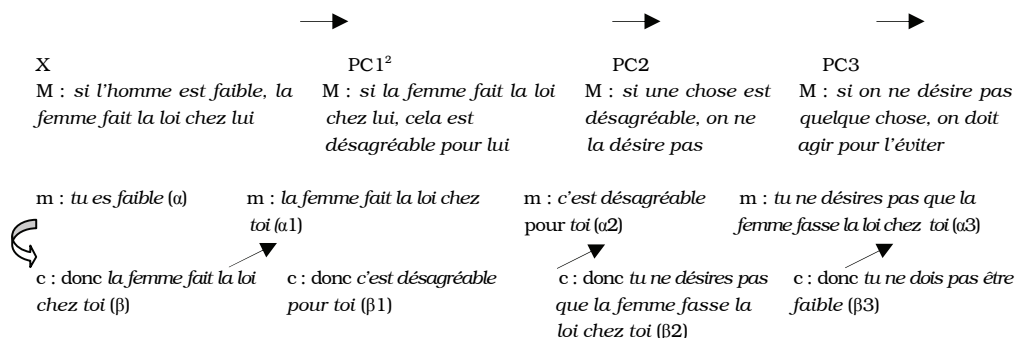 X PC1² PC2 PC3
M : si l'homme est faible, la
femme fait la loi chez lui
M : si la femme fait la loi
chez lui, cela est
désagréable pour lui
M : si une chose est
désagréable, on ne
la désire pas
M : si on ne désire pas
quelque chose, on doit
agir pour l'éviter
m : tu es faible (α)
m : la femme fait la loi chez
toi (α1)
m : c'est désagréable
pour toi (α2)
m : tu ne désires pas que la
femme fasse la loi chez toi (α3)
c : donc la femme fait la loi
chez toi (β)
c : donc c'est désagréable
pour toi (β1)
c : donc tu ne désires pas
que la femme fasse la
loi chez toi (β2)
c : donc tu ne dois pas être
faible (β3)